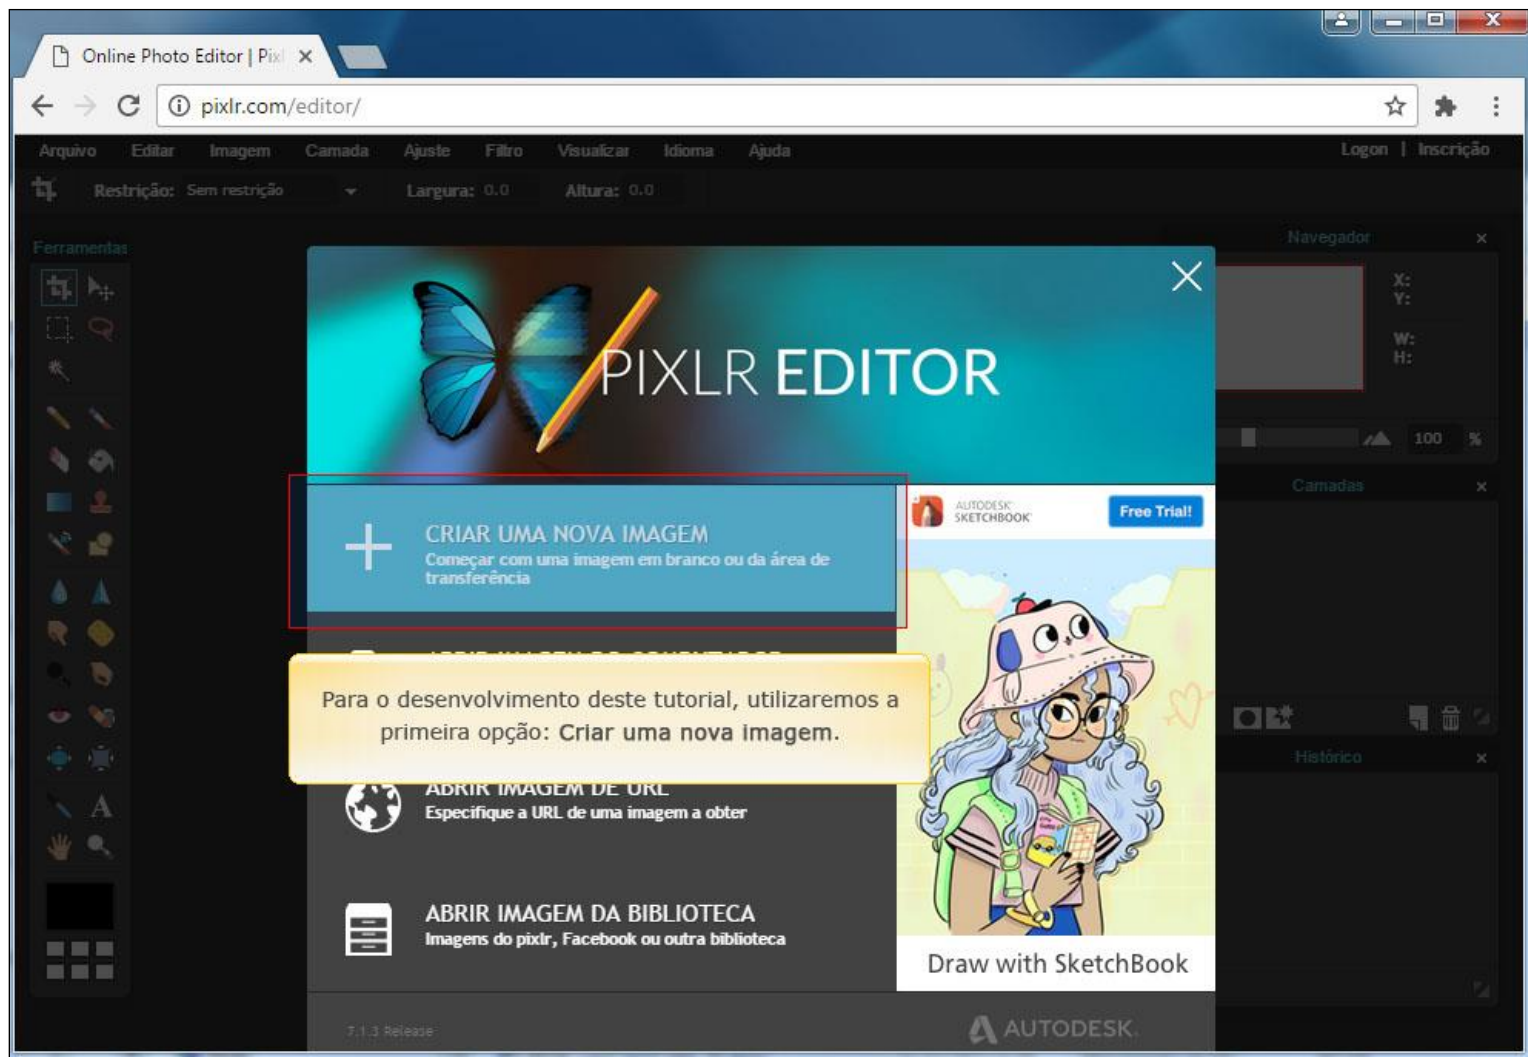 Online Photo Editor | Pixl
pixlr.com/editor/
Arquivo Editar Imagem Camada Ajuste Filtro Visualizar Idioma Ajuda Logon | Inscrição
Restrição: Sem restrição Largura: 0.0 Altura: 0.0
Ferramentas
Navegador
X:
Y:
W:
H:
100 %
Camadas
Histórico
PIXLR EDITOR
CRIAR UMA NOVA IMAGEM
Começar com uma imagem em branco ou da área de
transferência
Para o desenvolvimento deste tutorial, utilizaremos a
primeira opção: Criar uma nova imagem.
ABRIR IMAGEM DE URL
Especifique a URL de uma imagem a obter
ABRIR IMAGEM DA BIBLIOTECA
Imagens do pixlr, Facebook ou outra biblioteca
AUTODESK
SKETCHBOOK
Free Trial!
Draw with SketchBook
7.1.3 Release
AUTODESK.